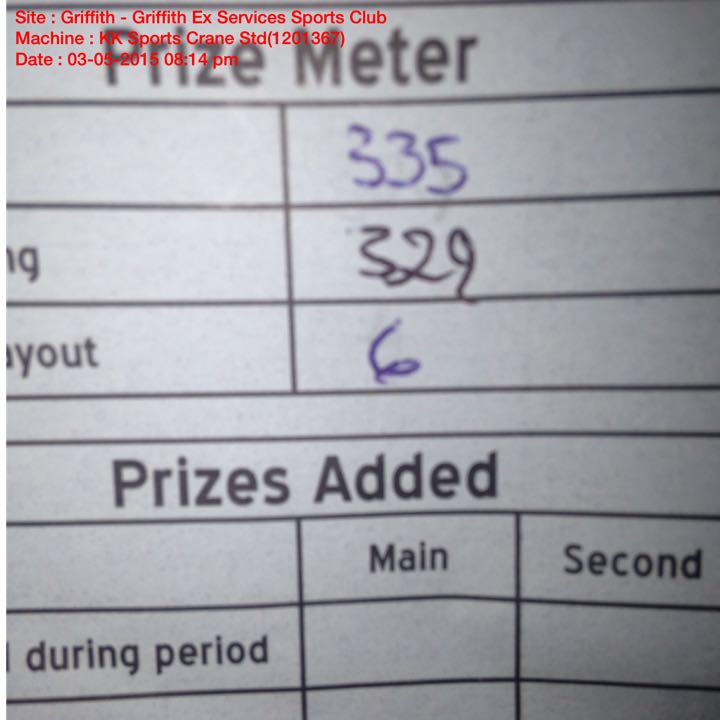 Site : Griffith - Griffith Ex Services Sports Club
Machine : KK Sports Crane Std(1201367)
Date : 03-05-2015 08:14 pm
Prize Meter
335
ng 329
ayout 6
Prizes Added
Main Second
during period